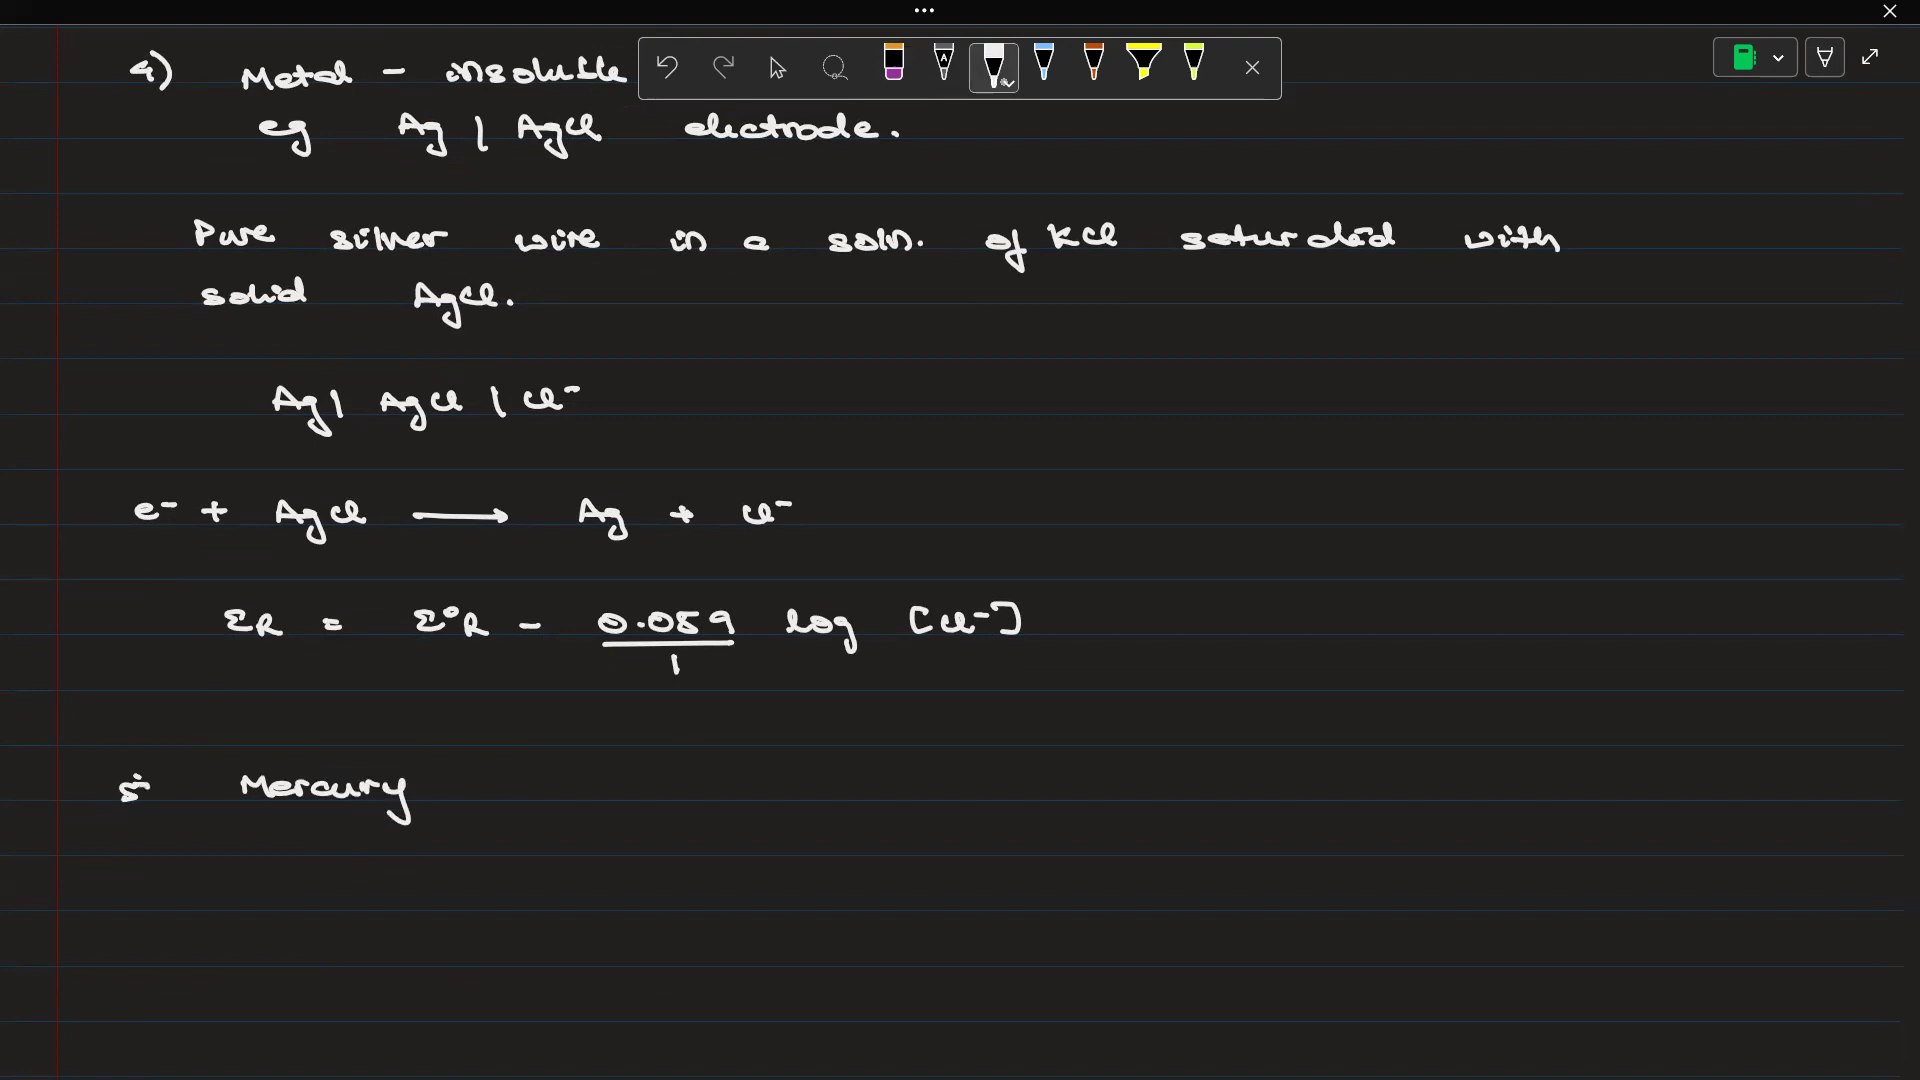 4) Metal - insoluble
eg Ag | AgCl electrode.
Pure silver wire in a soln. of KCl saturated with
solid AgCl.
Ag | AgCl | Cl⁻
e⁻ + AgCl ⟶ Ag + Cl⁻
ER = E°R - 0.059/1 log [Cl⁻]
5- Mercury